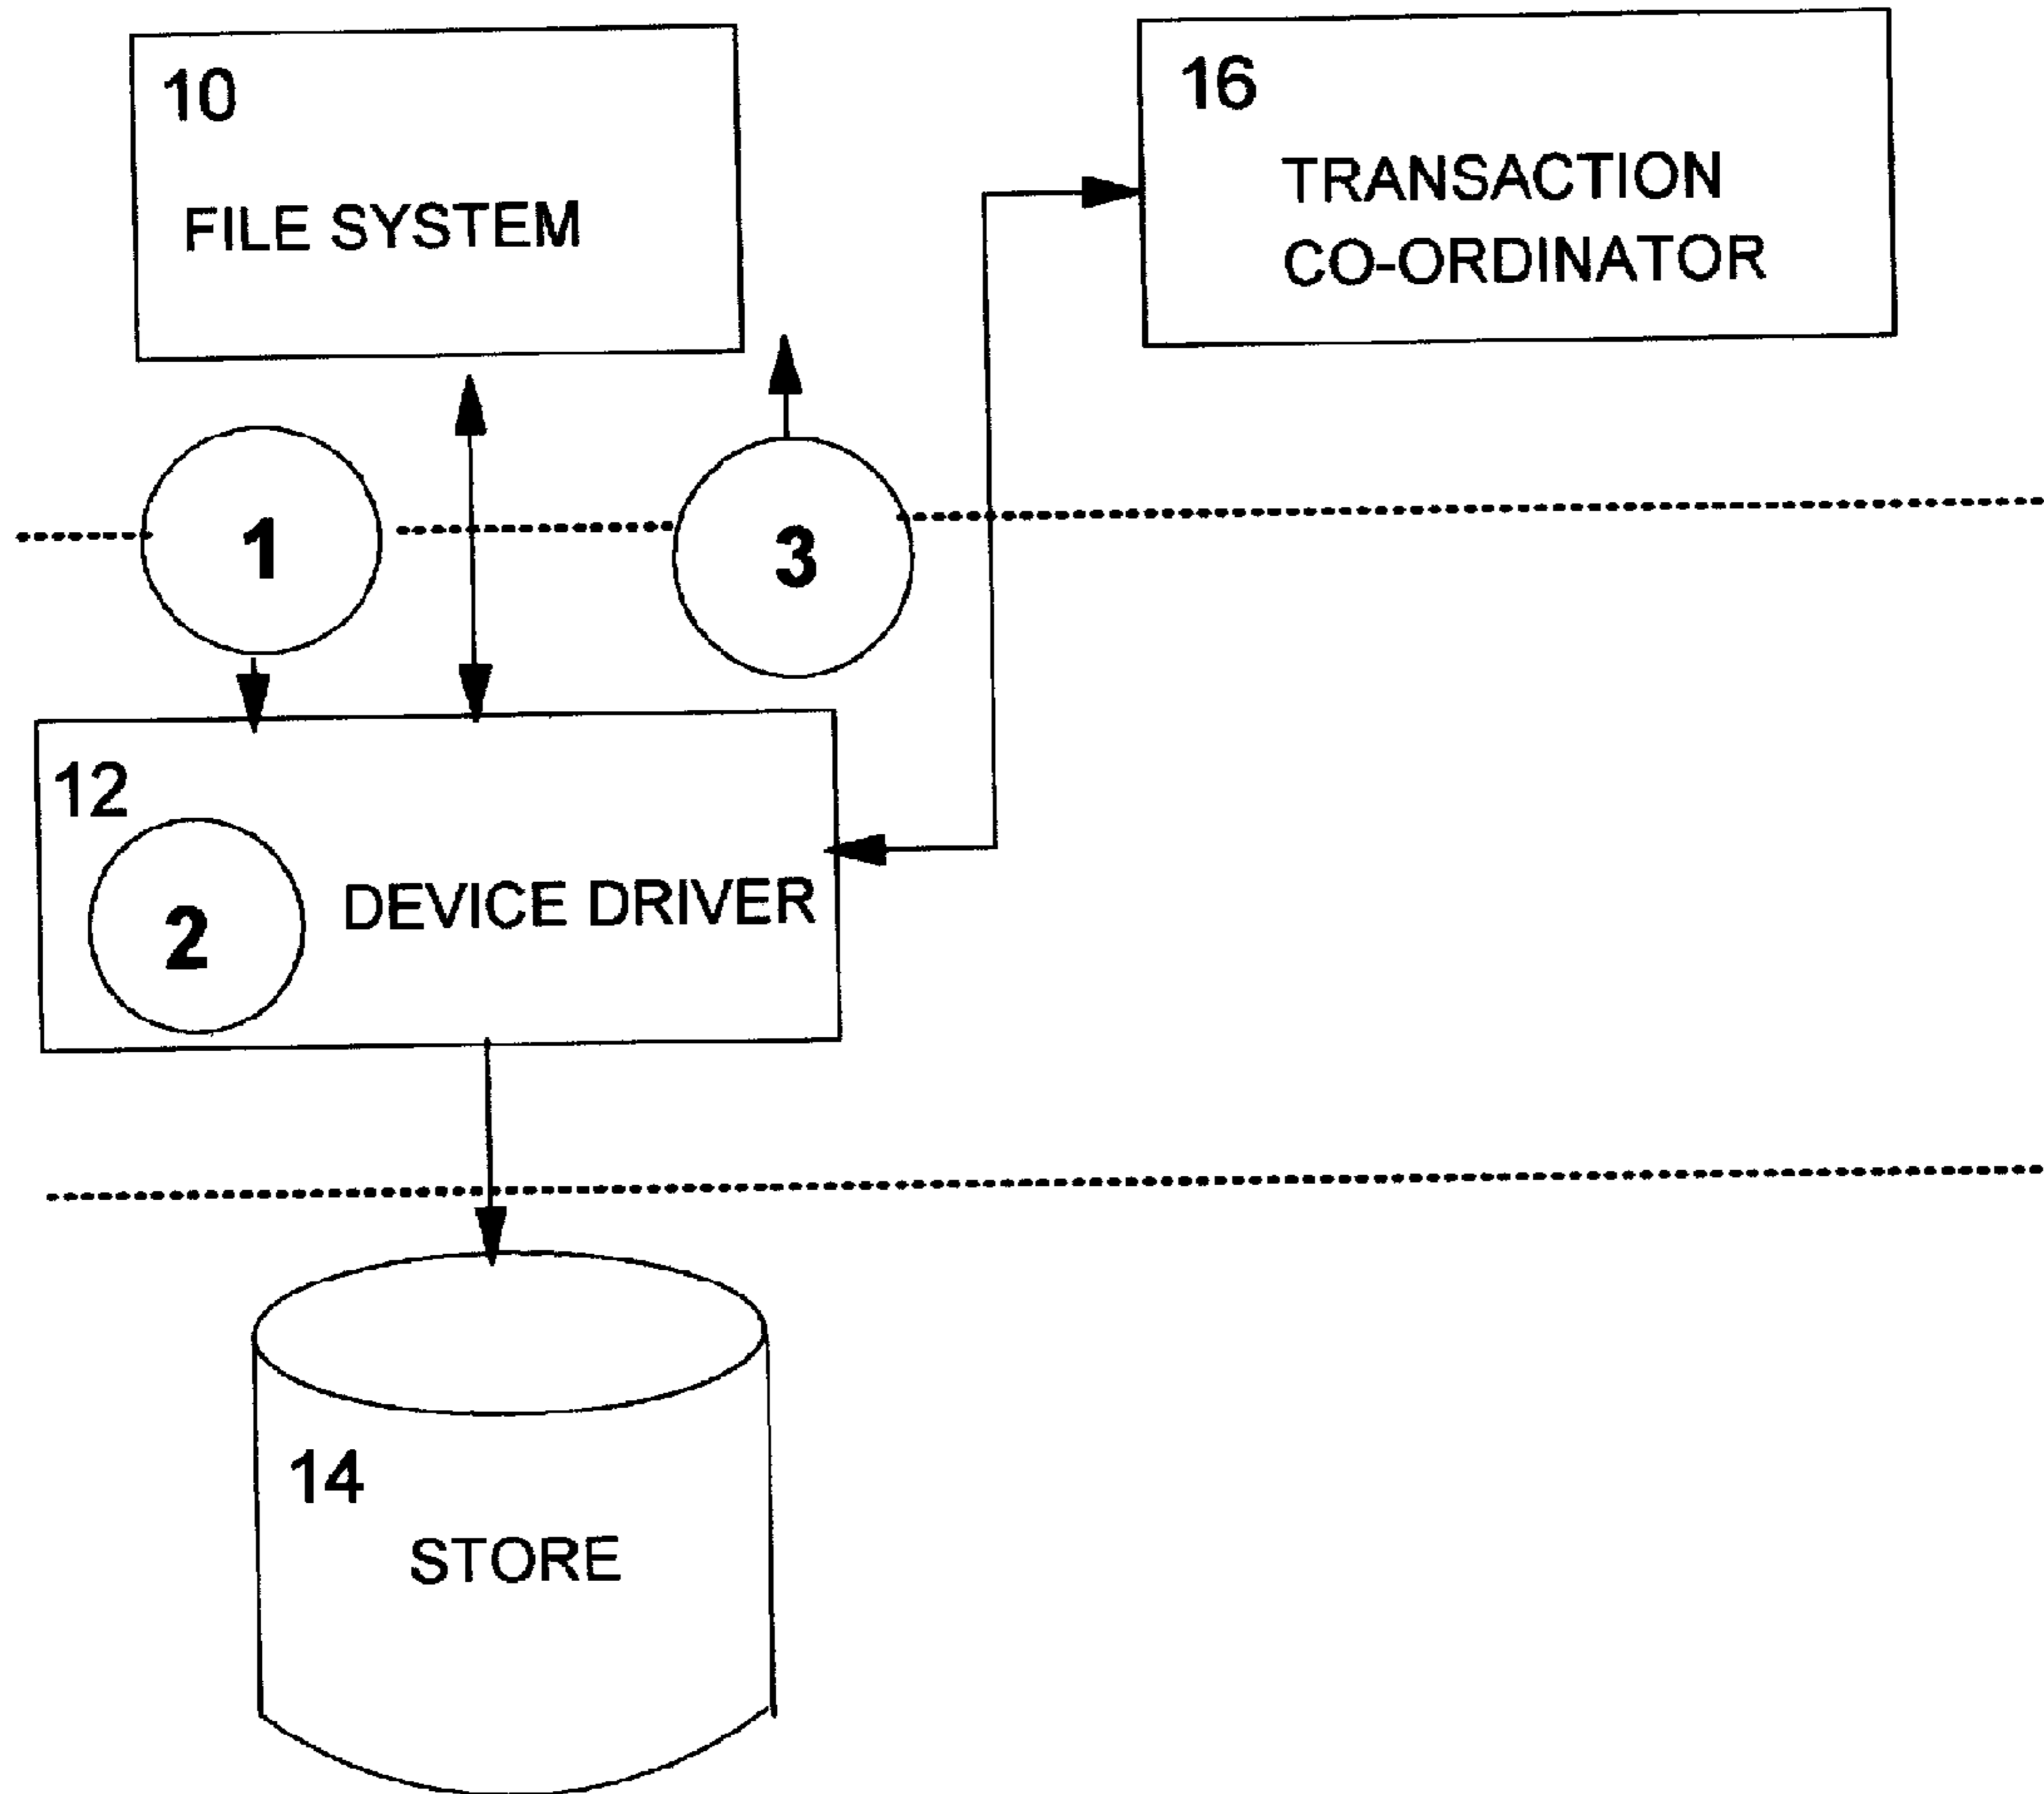 10
FILE SYSTEM
16
TRANSACTION
CO-ORDINATOR
1
3
12
2
DEVICE DRIVER
14
STORE